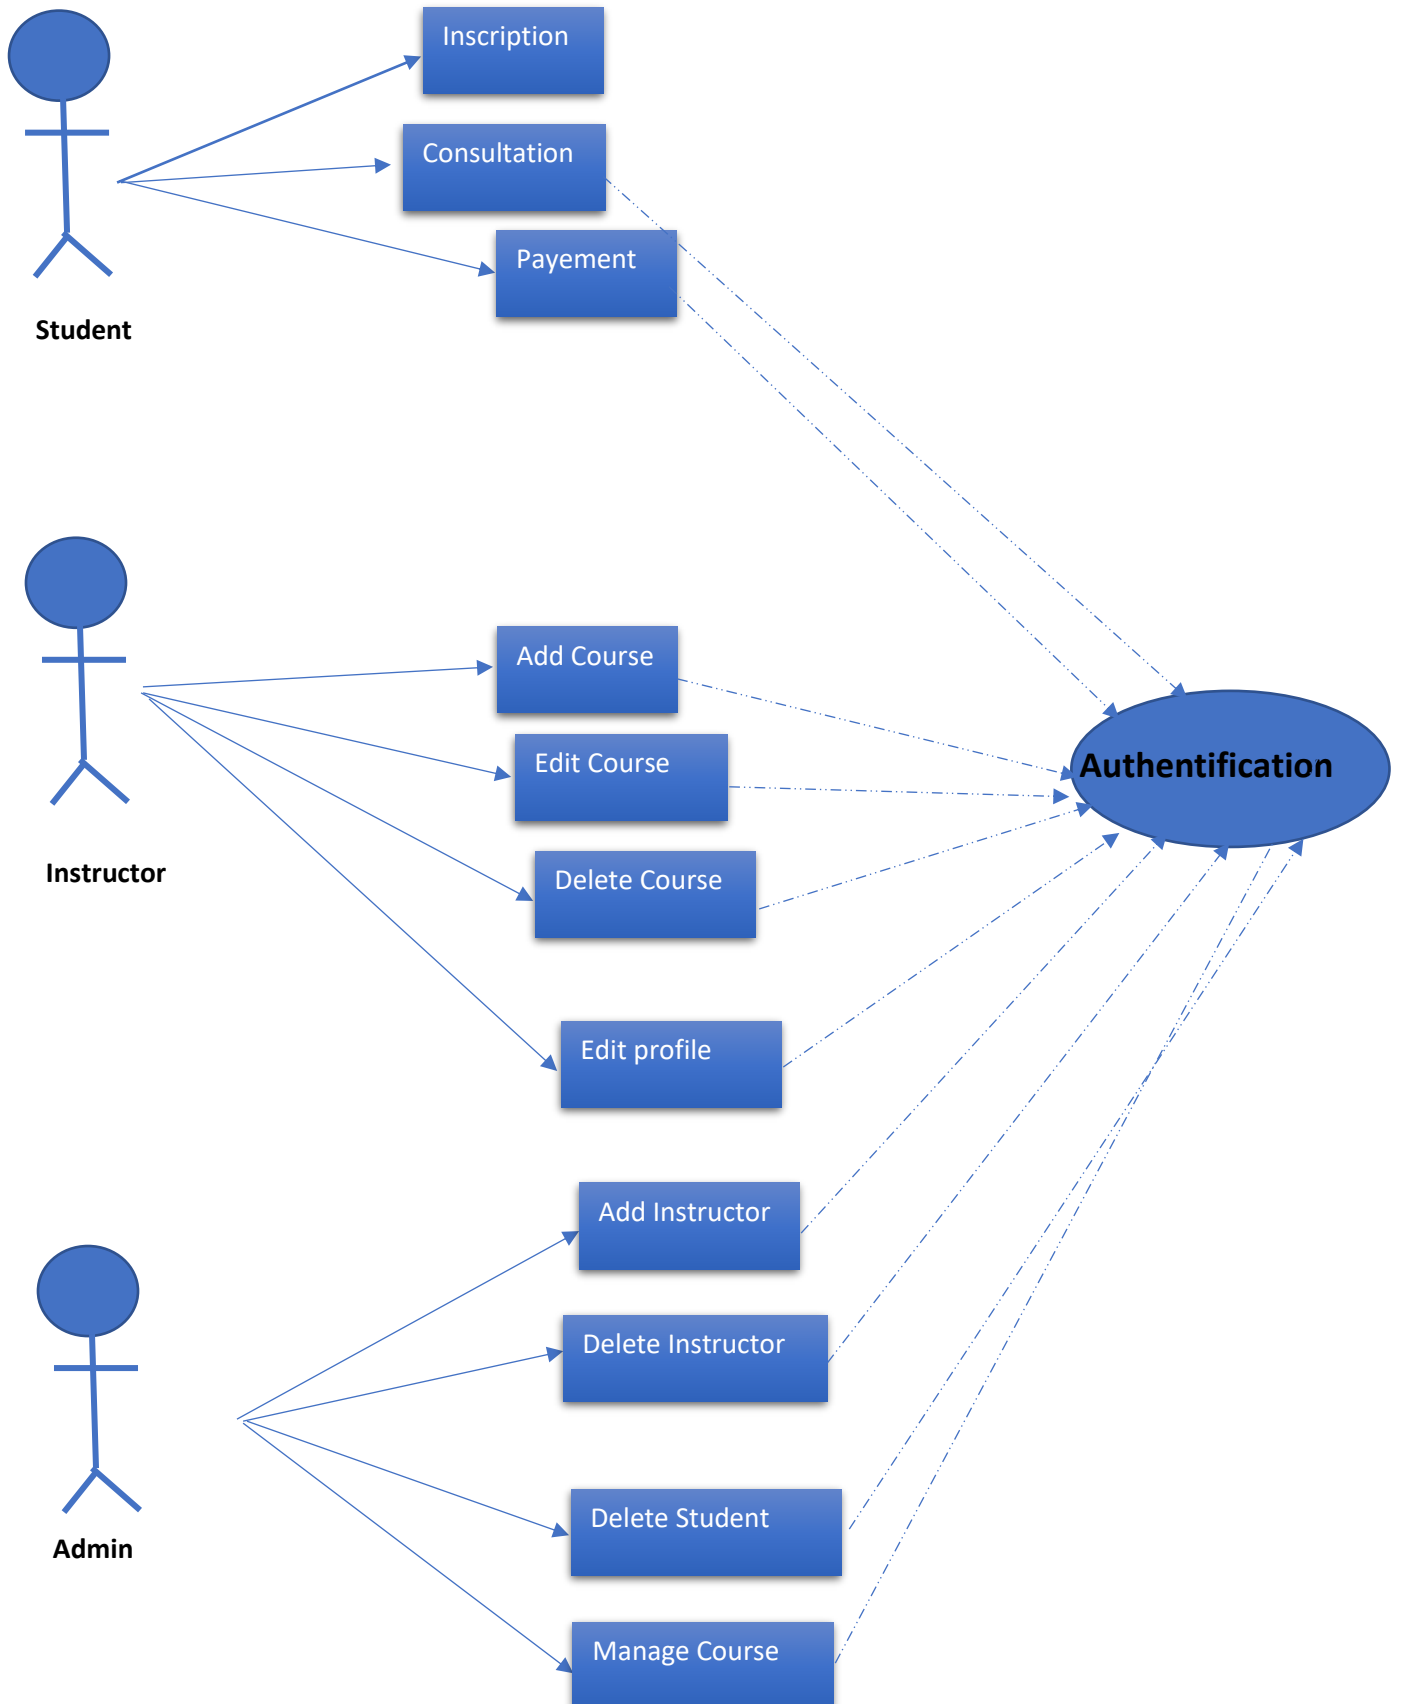 Inscription
Consultation
Payement
Student
Add Course
Edit Course
Authentification
Delete Course
Instructor
Edit profile
Add Instructor
Delete Instructor
Delete Student
Admin
Manage Course